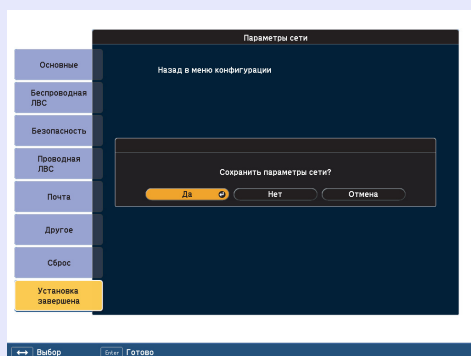 Параметры сети
Основные
Назад в меню конфигурации
Беспроводная
ЛВС
Безопасность
Проводная
ЛВС
Сохранить параметры сети?
Да
Нет
Отмена
Почта
Другое
Сброс
Установка
завершена
Выбор
Enter Готово